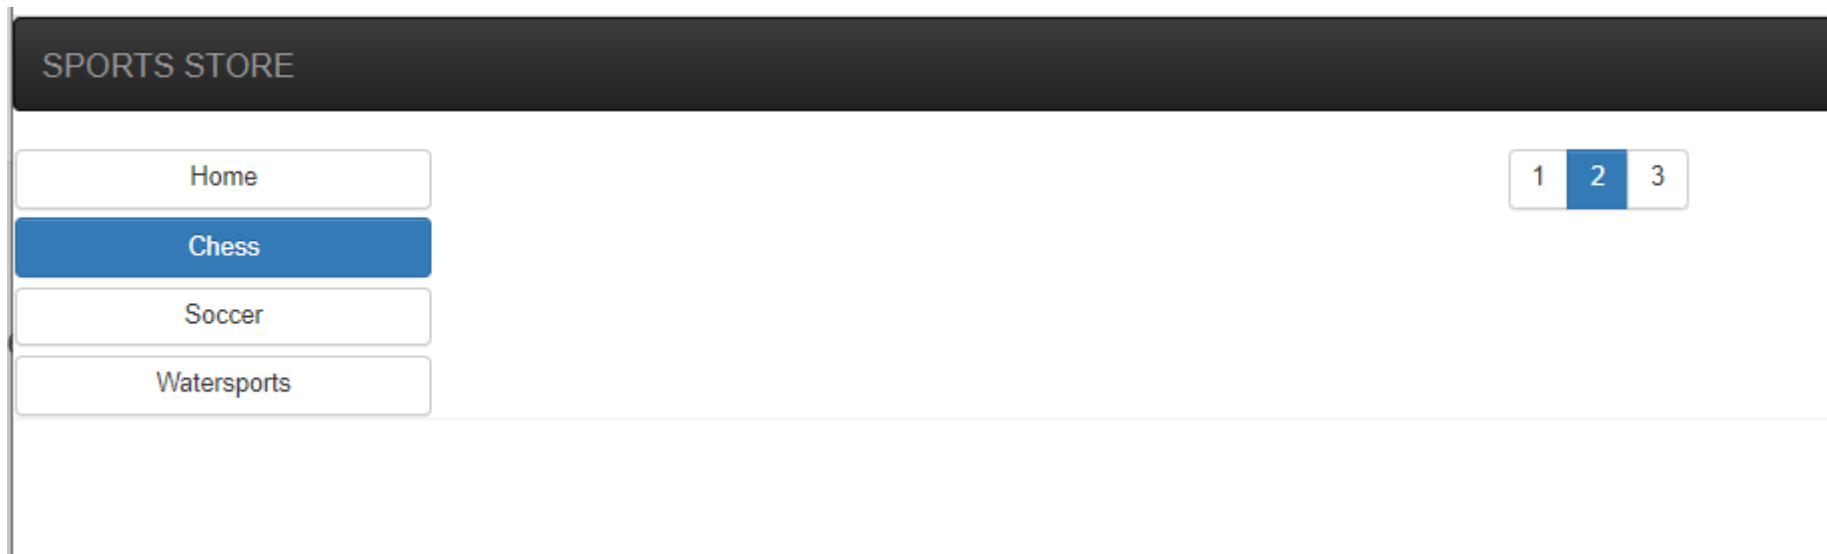 SPORTS STORE
Home
1 2 3
Chess
Soccer
Watersports